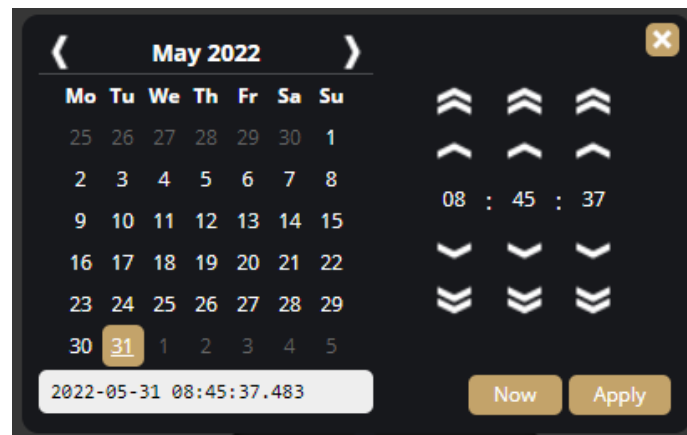 May 2022
Mo Tu We Th Fr Sa Su
25 26 27 28 29 30 1
2 3 4 5 6 7 8
9 10 11 12 13 14 15
16 17 18 19 20 21 22
23 24 25 26 27 28 29
30 31 1 2 3 4 5
2022-05-31 08:45:37.483
08 : 45 : 37
Now Apply